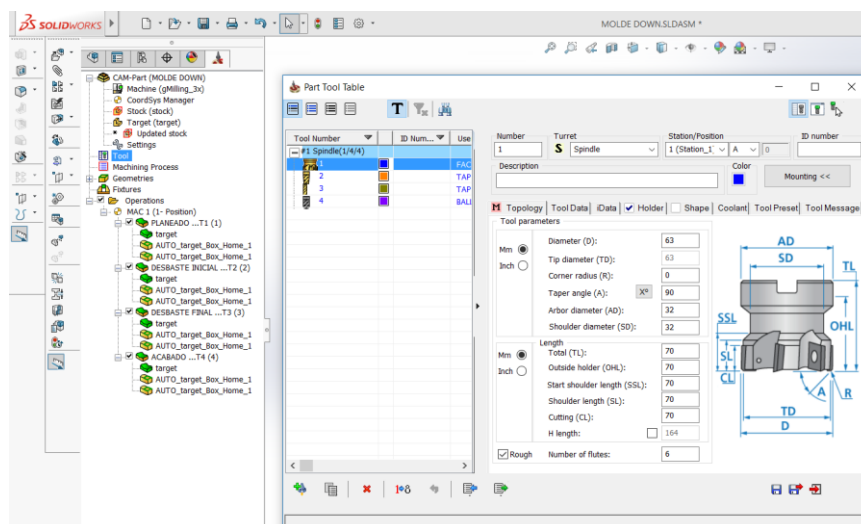 3S SOLIDWORKS
MOLDE DOWN.SLDASM *
CAM-Part (MOLDE DOWN)
Machine (gMilling_3x)
CoordSys Manager
Stock (stock)
Target (target)
Updated stock
Settings
Tool
Machining Process
Geometries
Fixtures
Operations
MAC 1 (1- Position)
PLANEADO ...T1 (1)
target
AUTO_target_Box_Home_1
AUTO_target_Box_Home_1
DESBASTE INICIAL ...T2 (2)
target
AUTO_target_Box_Home_1
AUTO_target_Box_Home_1
DESBASTE FINAL ...T3 (3)
target
AUTO_target_Box_Home_1
AUTO_target_Box_Home_1
ACABADO ...T4 (4)
target
AUTO_target_Box_Home_1
AUTO_target_Box_Home_1
Part Tool Table
Tool Number ID Num... Use
#1 Spindle(1/4/4)
1 FAC
2 TAP
3 TAP
4 BALL
Number Turret Station/Position ID number
1 S Spindle 1 (Station_1) A 0
Description Color
Mounting <<
M Topology Tool Data iData Holder Shape Coolant Tool Preset Tool Message
Tool parameters
Mm
Inch
Diameter (D): 63
Tip diameter (TD): 63
Corner radius (R): 0
Taper angle (A): Xº 90
Arbor diameter (AD): 32
Shoulder diameter (SD): 32
Length
Mm
Inch
Total (TL): 70
Outside holder (OHL): 70
Start shoulder length (SSL): 70
Shoulder length (SL): 70
Cutting (CL): 70
H length: 164
Rough Number of flutes: 6
AD
SD
TL
SSL
OHL
SL
CL
A
R
TD
D